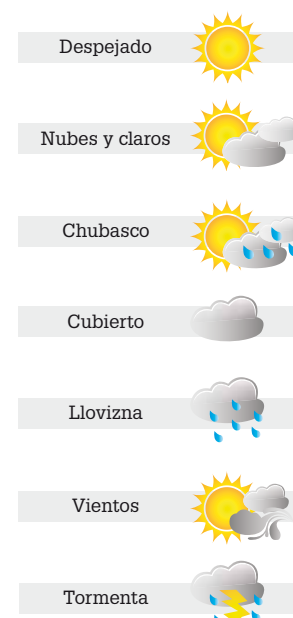 Despejado
Nubes y claros
Chubasco
Cubierto
Llovizna
Vientos
Tormenta